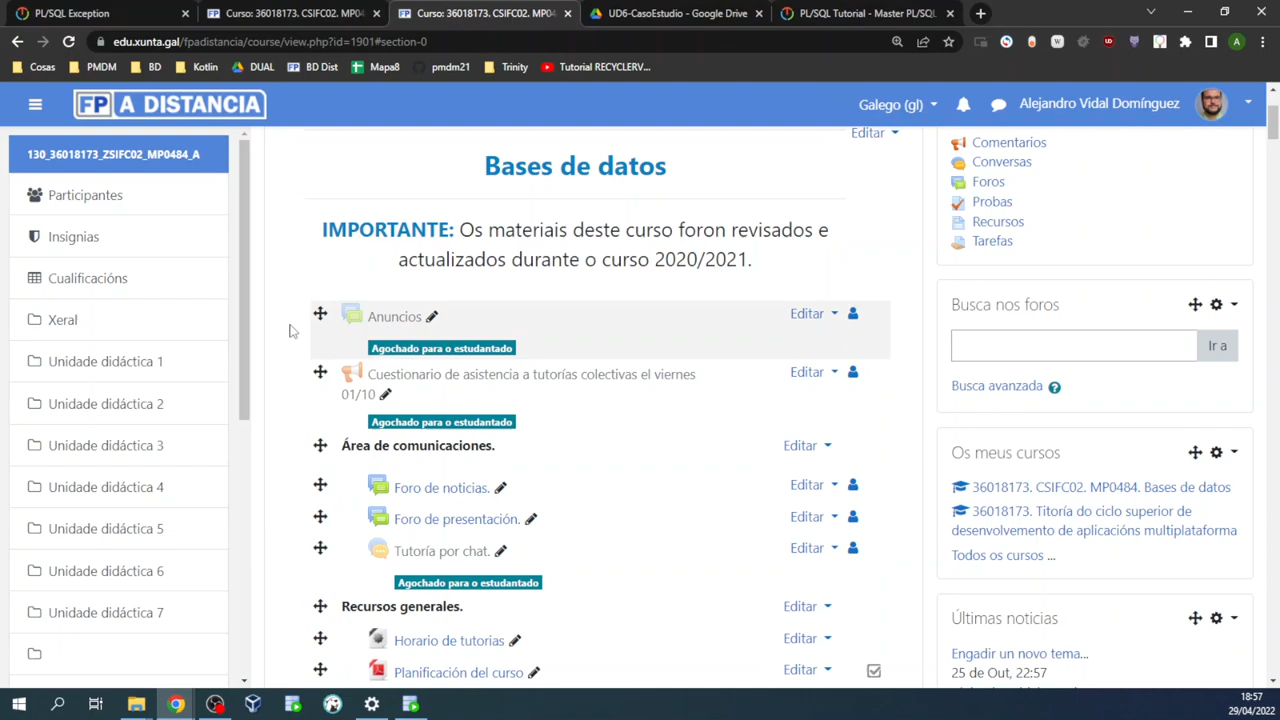 PL/SQL Exception
Curso: 36018173. CSIFC02. MP04
Curso: 36018173. CSIFC02. MP04
UD6-CasoEstudio - Google Drive
PL/SQL Tutorial - Master PL/SQL
edu.xunta.gal/fpadistancia/course/view.php?id=1901#section-0
Cosas
PMDM
BD
Kotlin
DUAL
BD Dist
Mapa8
pmdm21
Trinity
Tutorial RECYCLERV...
FP A DISTANCIA
Galego (gl)
Alejandro Vidal Domínguez
130_36018173_ZSIFC02_MP0484_A
Participantes
Insignias
Cualificacións
Xeral
Unidade didáctica 1
Unidade didáctica 2
Unidade didáctica 3
Unidade didáctica 4
Unidade didáctica 5
Unidade didáctica 6
Unidade didáctica 7
Editar
Bases de datos
IMPORTANTE: Os materiais deste curso foron revisados e
actualizados durante o curso 2020/2021.
Anuncios
Editar
Agochado para o estudantado
Cuestionario de asistencia a tutorías colectivas el viernes
01/10
Editar
Agochado para o estudantado
Área de comunicaciones.
Editar
Foro de noticias.
Editar
Foro de presentación.
Editar
Tutoría por chat.
Editar
Agochado para o estudantado
Recursos generales.
Editar
Horario de tutorias
Editar
Planificación del curso
Editar
Comentarios
Conversas
Foros
Probas
Recursos
Tarefas
Busca nos foros
Ir a
Busca avanzada
Os meus cursos
36018173. CSIFC02. MP0484. Bases de datos
36018173. Titoría do ciclo superior de
desenvolvemento de aplicacións multiplataforma
Todos os cursos ...
Últimas noticias
Engadir un novo tema...
25 de Out, 22:57
18:57
29/04/2022